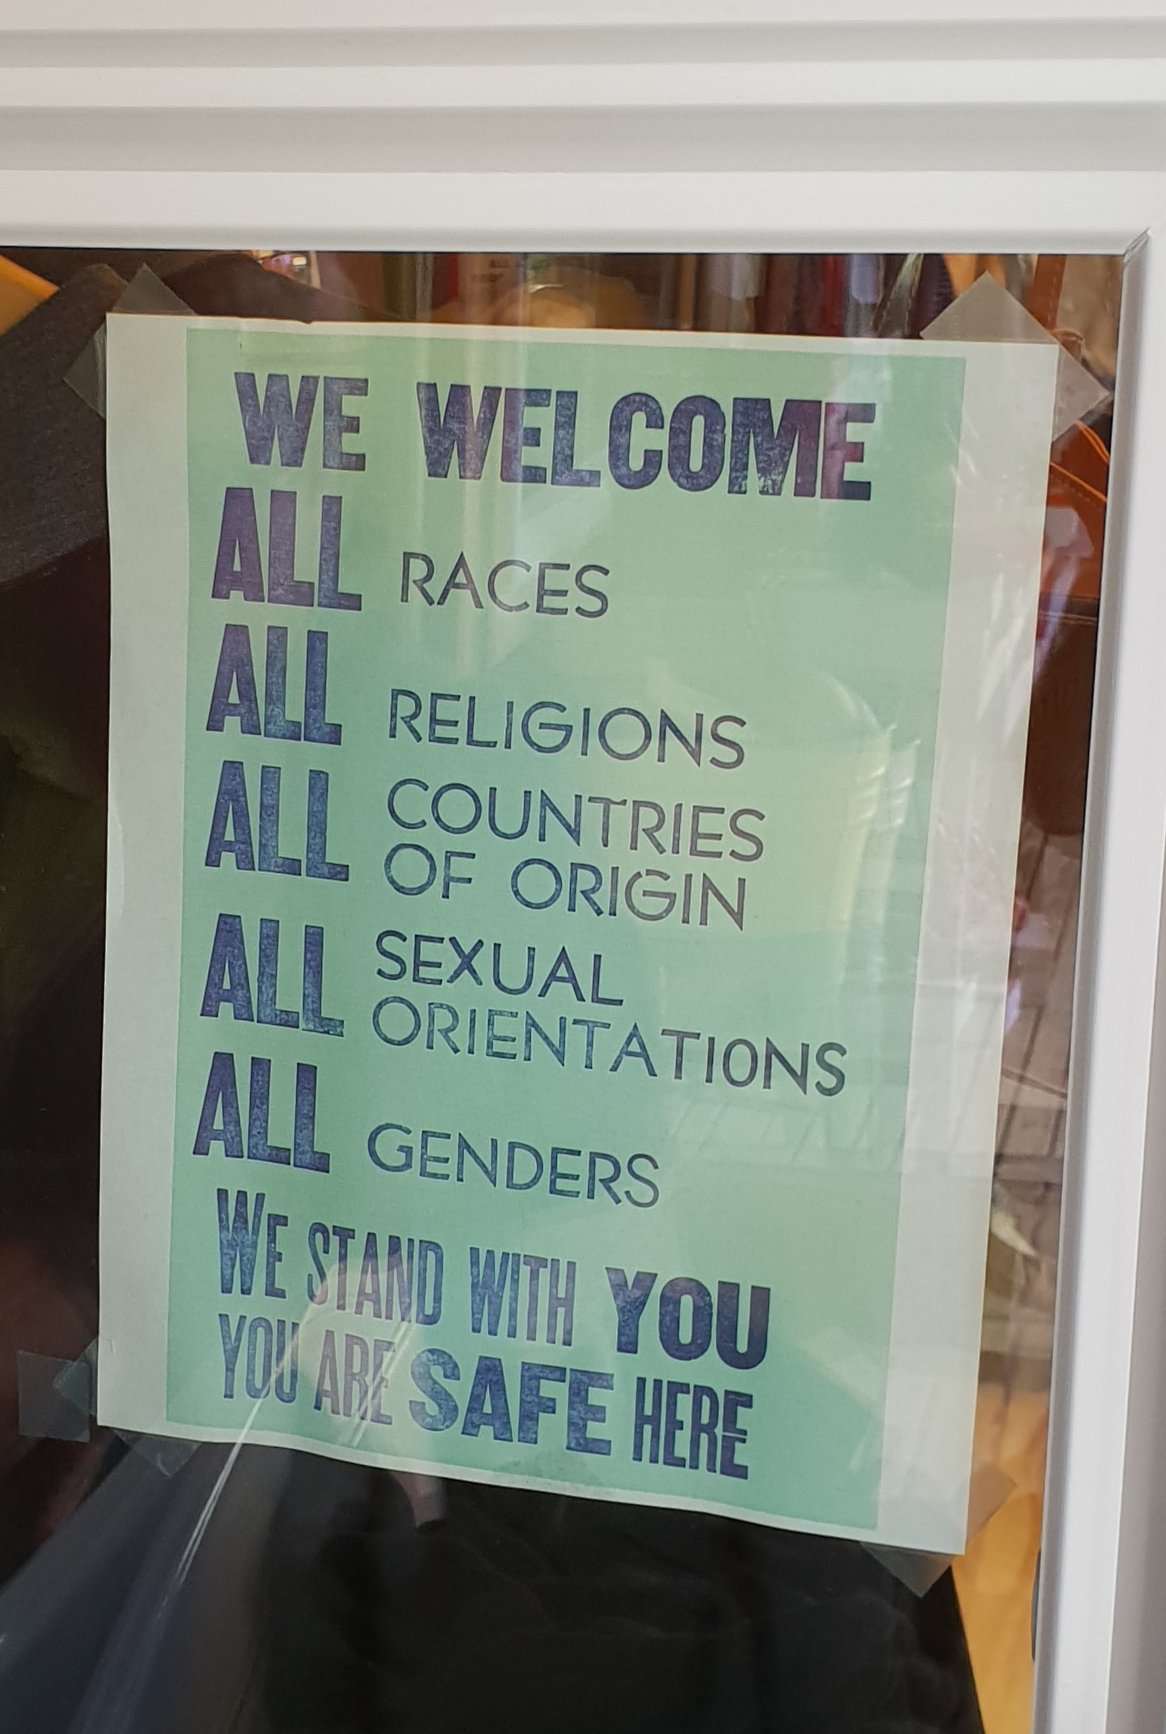 WE WELCOME
ALL RACES
ALL RELIGIONS
ALL COUNTRIES
OF ORIGIN
ALL SEXUAL
ORIENTATIONS
ALL GENDERS
WE STAND WITH YOU
YOU ARE SAFE HERE